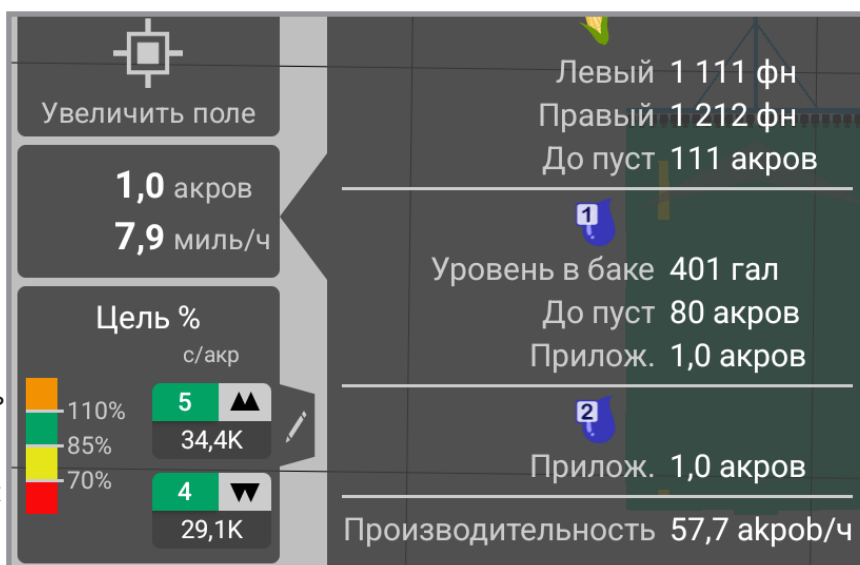 Увеличить поле
1,0 акров
7,9 миль/ч
Цель %
с/акр
110%
85%
70%
5
34,4K
4
29,1K
Левый 1 111 фн
Правый 1 212 фн
До пуст 111 акров
1
Уровень в баке 401 гал
До пуст 80 акров
Прилож. 1,0 акров
2
Прилож. 1,0 акров
Производительность 57,7 akpob/ч